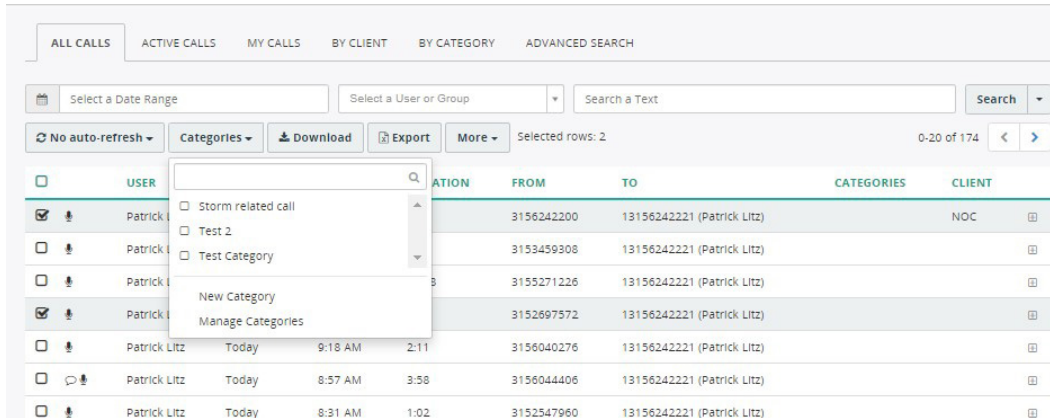 ALL CALLS ACTIVE CALLS MY CALLS BY CLIENT BY CATEGORY ADVANCED SEARCH
Select a Date Range Select a User or Group Search a Text Search
No auto-refresh Categories Download Export More Selected rows: 2 0-20 of 174
USER ATION FROM TO CATEGORIES CLIENT
Storm related call
Patrick 3156242200 13156242221 (Patrick Litz) NOC
Test 2
Patrick 3153459308 13156242221 (Patrick Litz)
Test Category
Patrick 3155271226 13156242221 (Patrick Litz)
New Category
Patrick 3152697572 13156242221 (Patrick Litz)
Manage Categories
Patrick Litz Today 9:18 AM 2:11 3156040276 13156242221 (Patrick Litz)
Patrick Litz Today 8:57 AM 3:58 3156044406 13156242221 (Patrick Litz)
Patrick Litz Today 8:31 AM 1:02 3152547960 13156242221 (Patrick Litz)